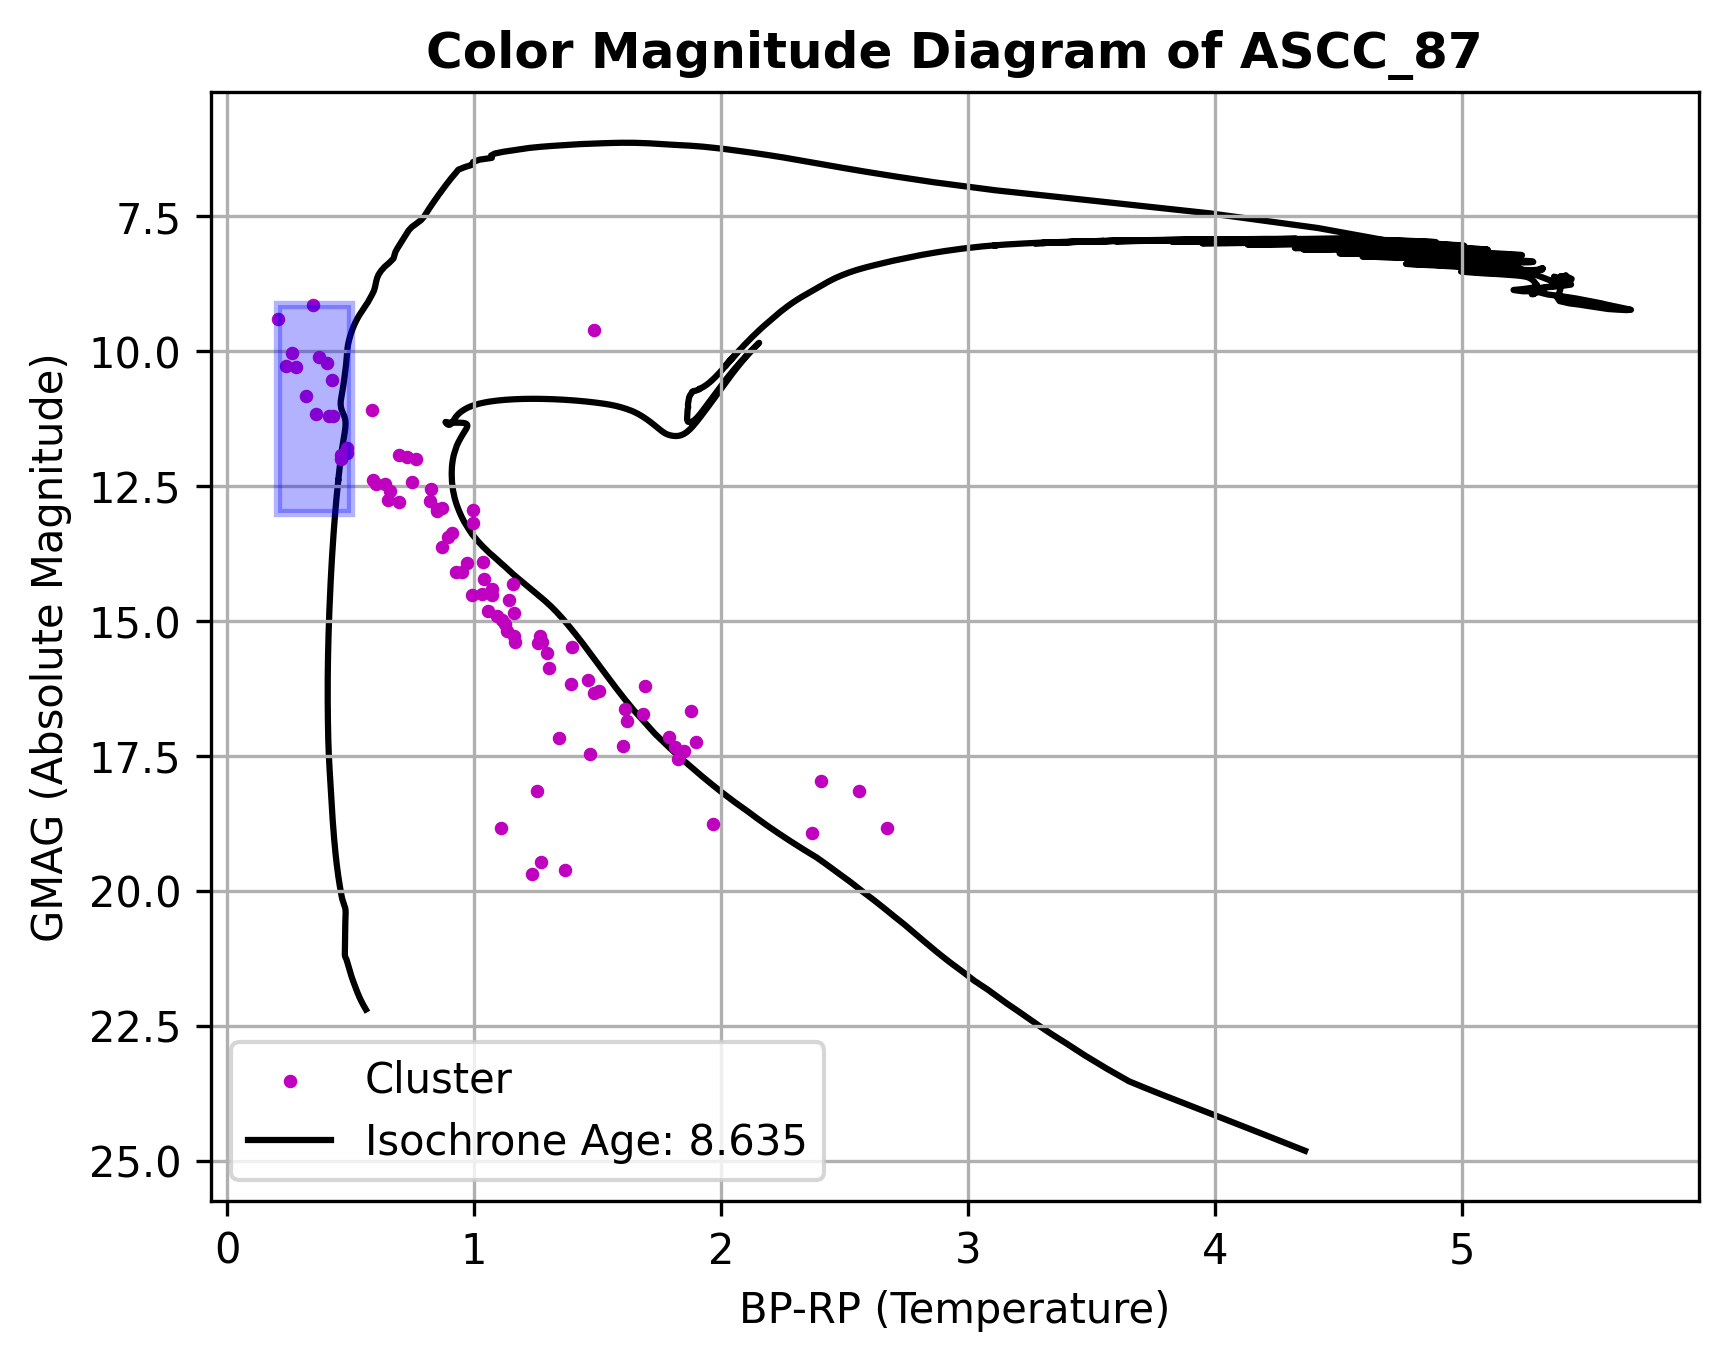 Color Magnitude Diagram of ASCC_87
GMAG (Absolute Magnitude)
7.5
10.0
12.5
15.0
17.5
20.0
22.5
25.0
Cluster
Isochrone Age: 8.635
0 1 2 3 4 5
BP-RP (Temperature)